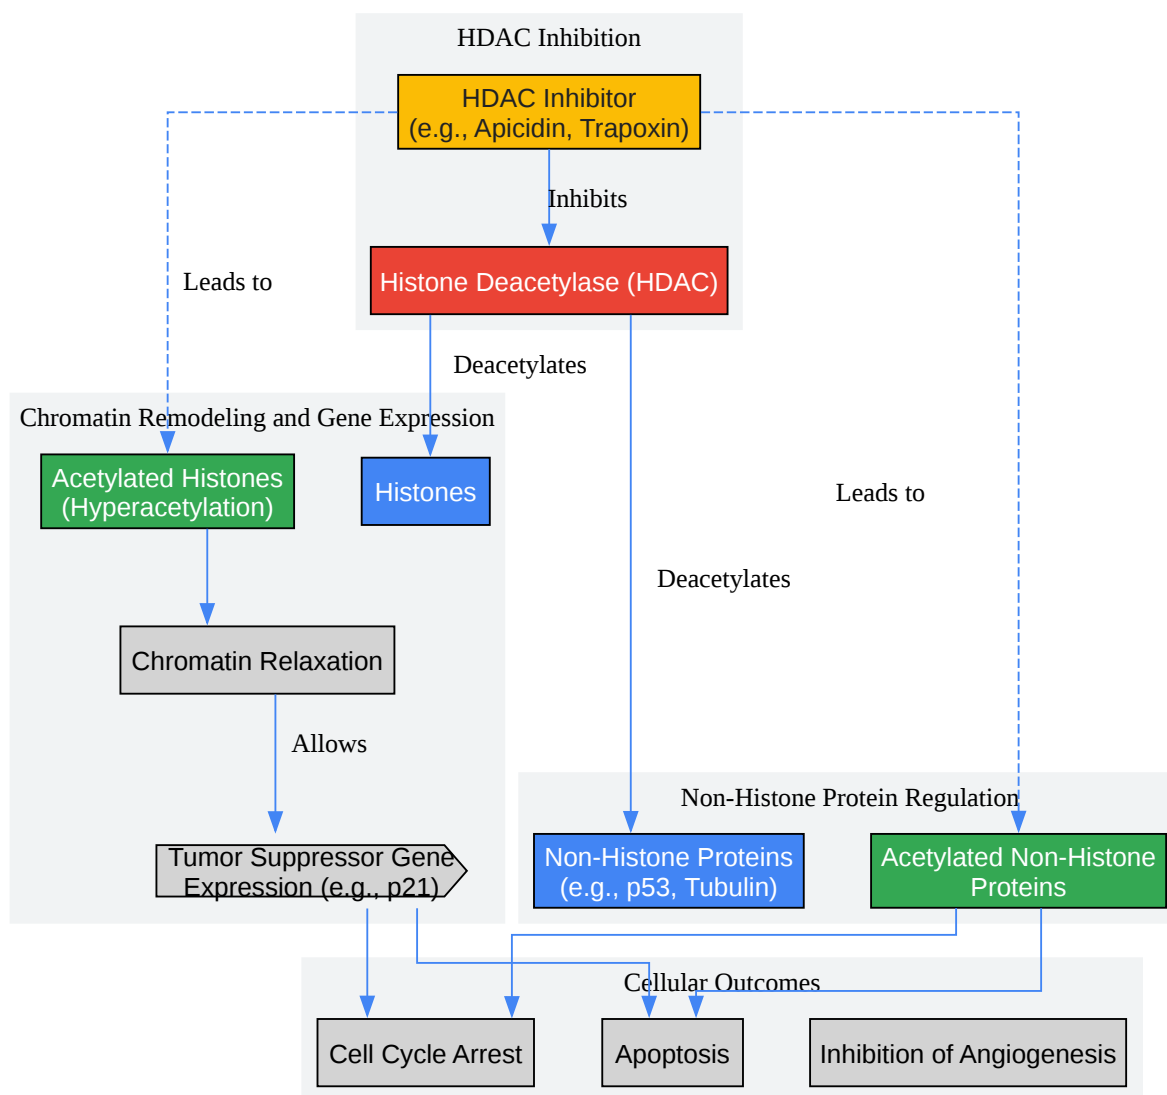 HDAC Inhibition
HDAC Inhibitor
(e.g., Apicidin, Trapoxin)
Inhibits
Leads to
Histone Deacetylase (HDAC)
Deacetylates
Chromatin Remodeling and Gene Expression
Acetylated Histones
(Hyperacetylation)
Histones
Leads to
Deacetylates
Chromatin Relaxation
Allows
Non-Histone Protein Regulation
Tumor Suppressor Gene
Expression (e.g., p21)
Non-Histone Proteins
(e.g., p53, Tubulin)
Acetylated Non-Histone
Proteins
Cellular Outcomes
Cell Cycle Arrest
Apoptosis
Inhibition of Angiogenesis